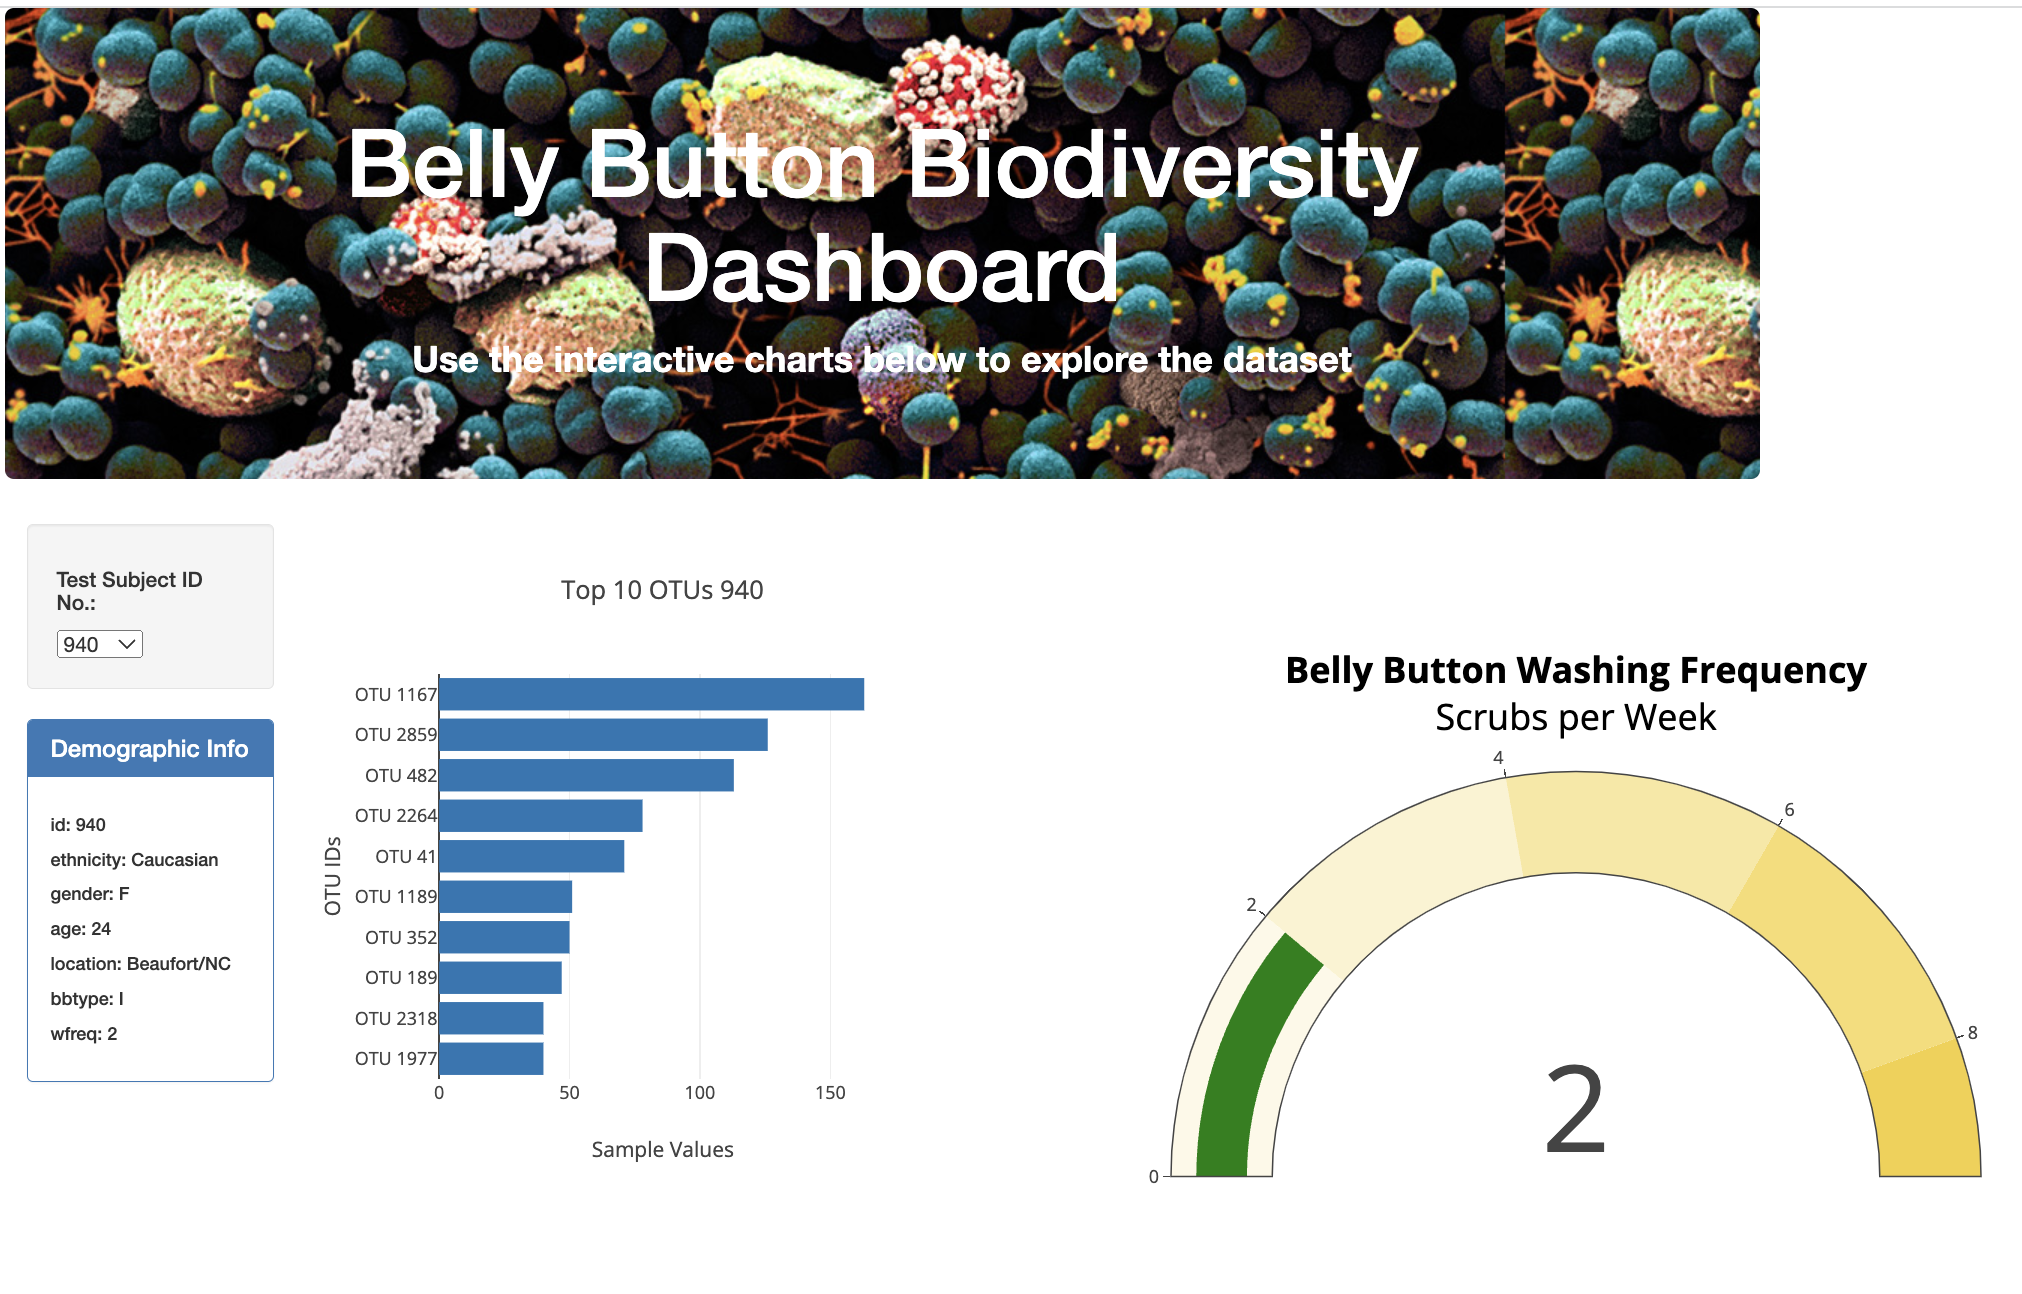 Belly Button Biodiversity
Dashboard
Use the interactive charts below to explore the dataset
Test Subject ID
No.:
940
Demographic Info
id: 940
ethnicity: Caucasian
gender: F
age: 24
location: Beaufort/NC
bbtype: I
wfreq: 2
Top 10 OTUs 940
OTU IDs
OTU 1167
OTU 2859
OTU 482
OTU 2264
OTU 41
OTU 1189
OTU 352
OTU 189
OTU 2318
OTU 1977
0 50 100 150
Sample Values
Belly Button Washing Frequency
Scrubs per Week
0
2
4
6
8
2